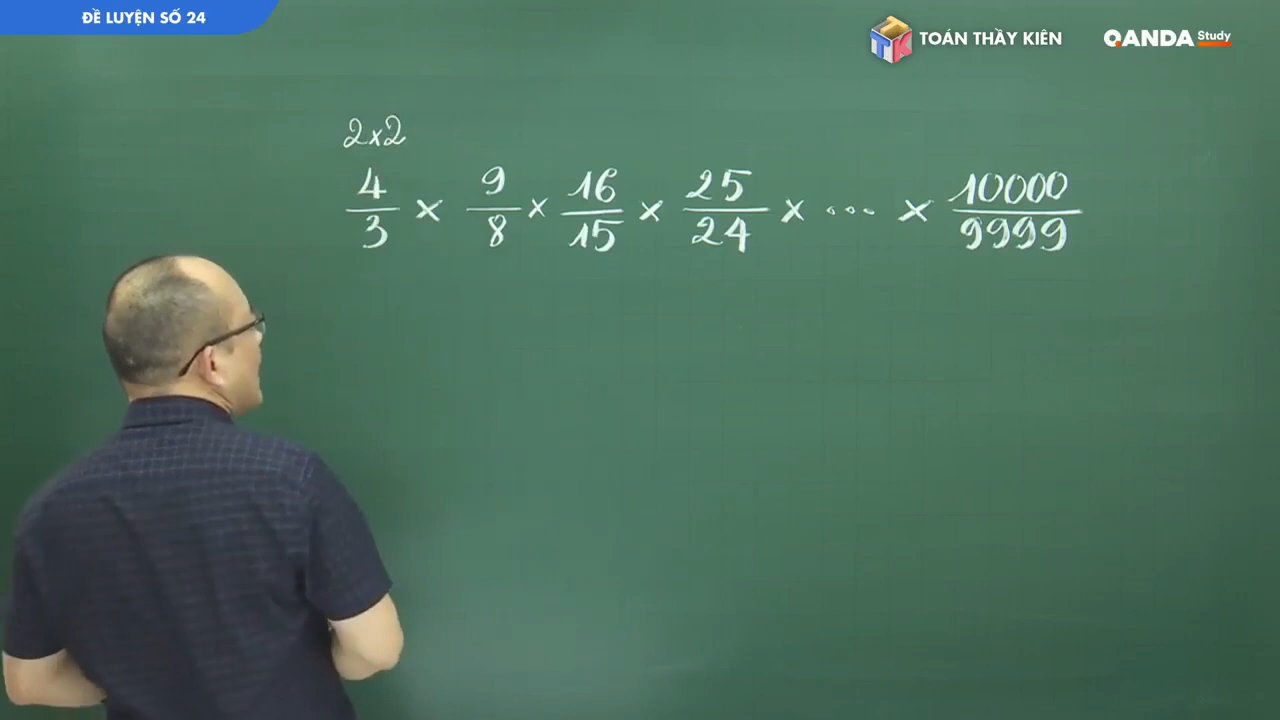 ĐỀ LUYỆN SỐ 24
TOÁN THẦY KIÊN
QANDA Study
2x2
4/3 × 9/8 × 16/15 × 25/24 × ... × 10000/9999